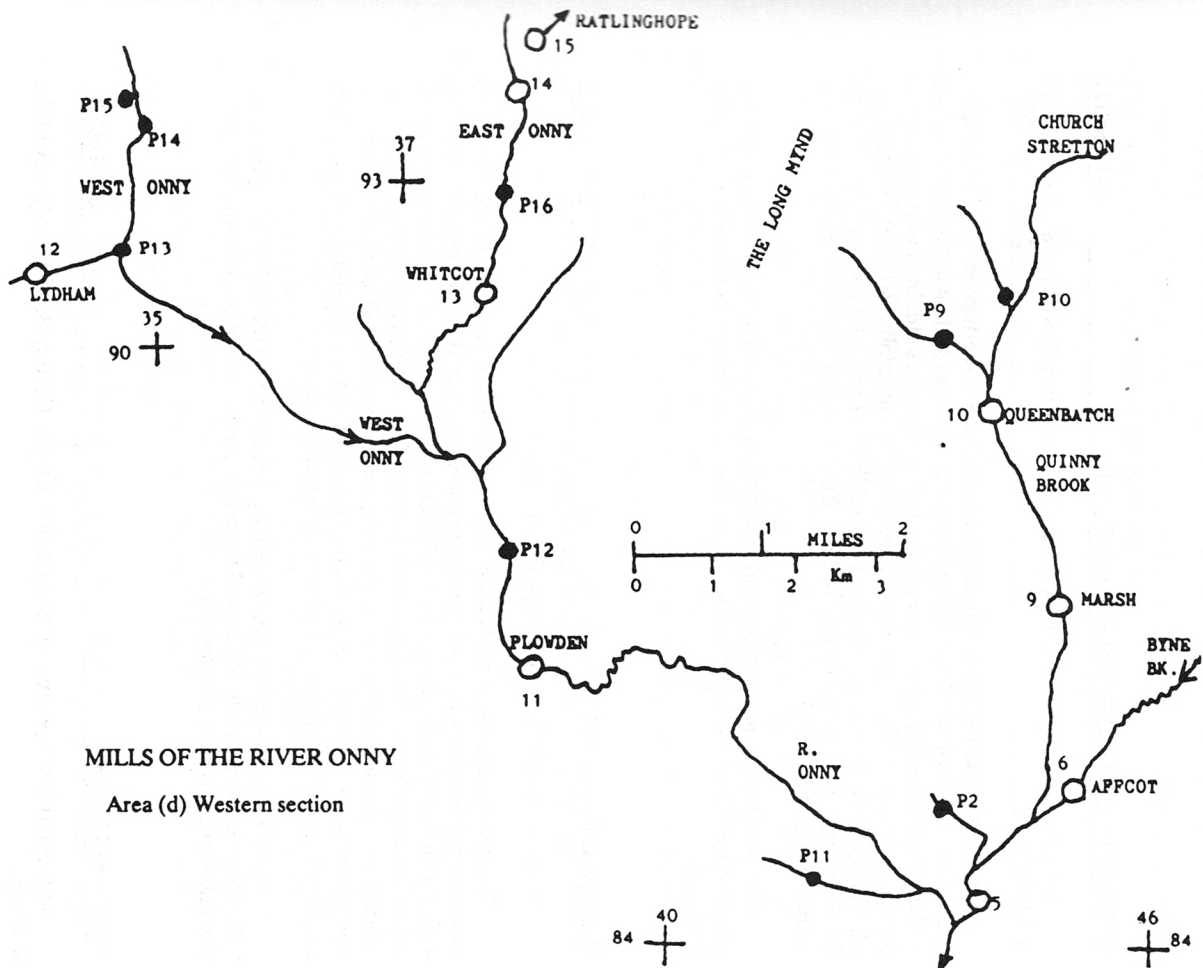 RATLINGHOPE
15
14
P15
P14
EAST ONNY
CHURCH
STRETTON
37
93
WEST ONNY
P16
THE LONG MYND
12
P13
LYDHAM
WHITCOT
13
P10
P9
35
90
10 QUEENBATCH
WEST
ONNY
QUINNY
BROOK
0 1 2
MILES
P12
Km
0 1 2 3
9 MARSH
PLOWDEN
BYNE
BK.
11
MILLS OF THE RIVER ONNY
R.
ONNY
6
AFFCOT
Area (d) Western section
P2
P11
5
40
84
46
84